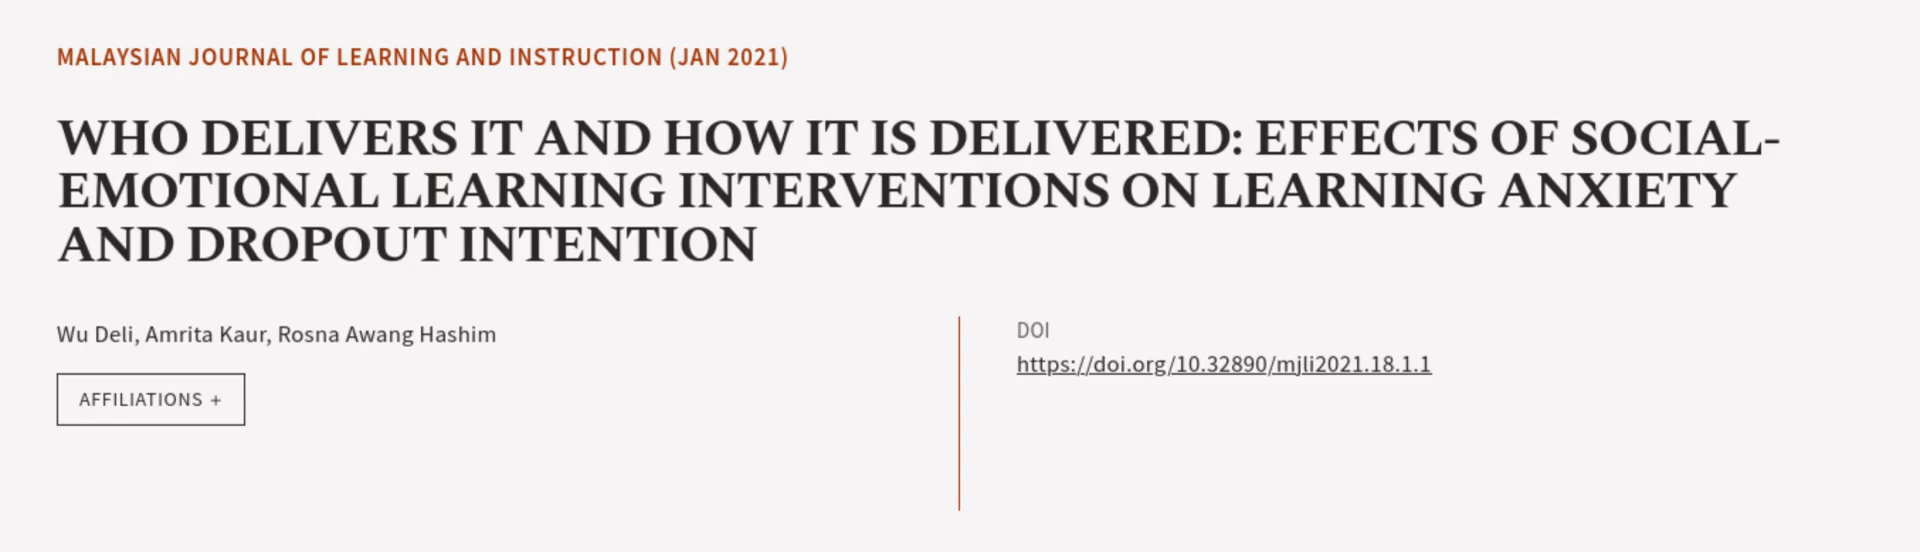 MALAYSIAN JOURNAL OF LEARNING AND INSTRUCTION (JAN 2021)
WHO DELIVERS IT AND HOW IT IS DELIVERED: EFFECTS OF SOCIAL-
EMOTIONAL LEARNING INTERVENTIONS ON LEARNING ANXIETY
AND DROPOUT INTENTION
Wu Deli, Amrita Kaur, Rosna Awang Hashim
AFFILIATIONS +
DOI
https://doi.org/10.32890/mjli2021.18.1.1